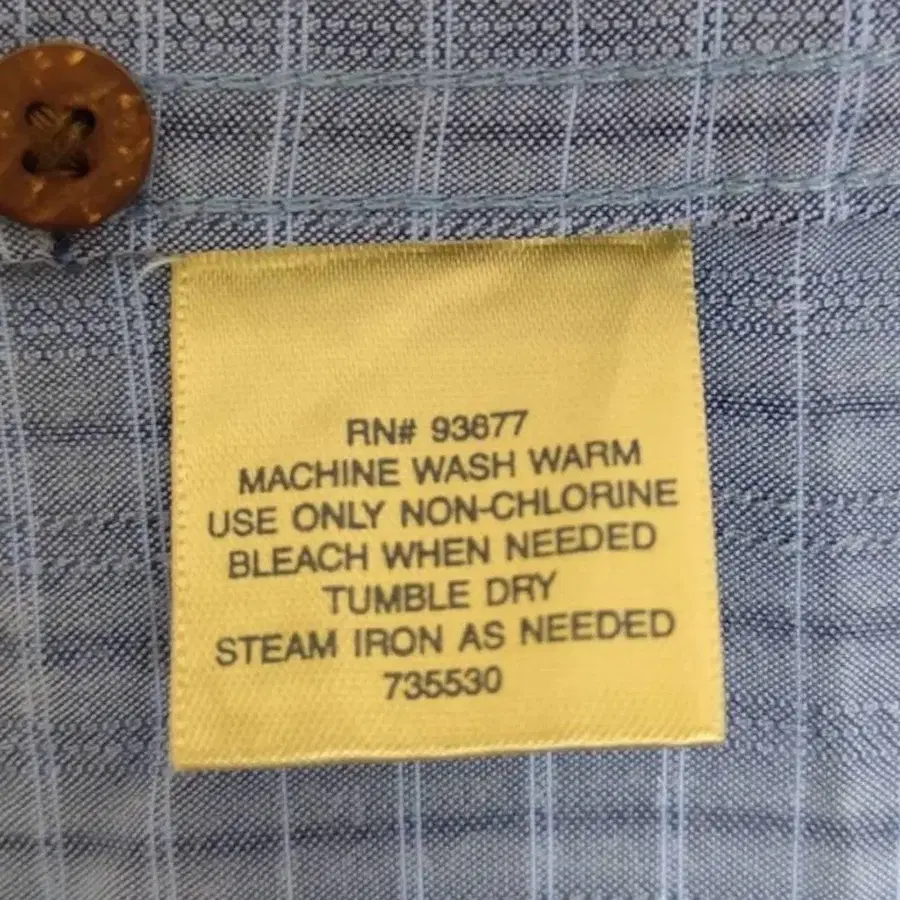 RN# 93677
MACHINE WASH WARM
USE ONLY NON-CHLORINE
BLEACH WHEN NEEDED
TUMBLE DRY
STEAM IRON AS NEEDED
735530